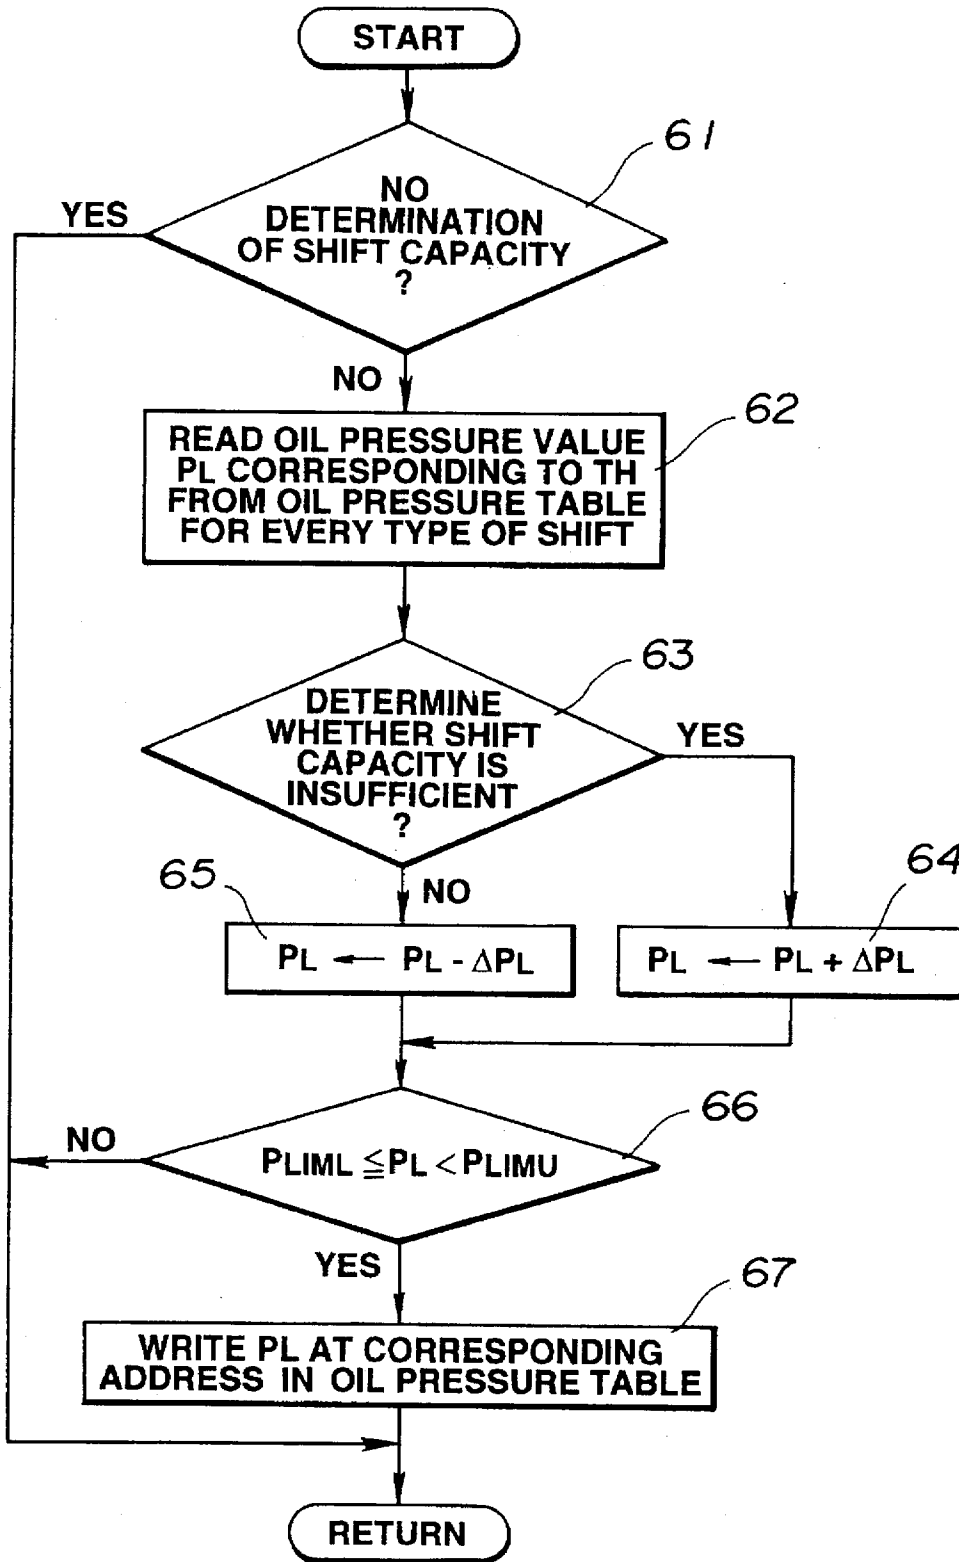 START
61
NO
DETERMINATION
OF SHIFT CAPACITY
?
YES
NO
62
READ OIL PRESSURE VALUE
PL CORRESPONDING TO TH
FROM OIL PRESSURE TABLE
FOR EVERY TYPE OF SHIFT
63
DETERMINE
WHETHER SHIFT
CAPACITY IS
INSUFFICIENT
?
YES
NO
65
PL ← PL - ΔPL
64
PL ← PL + ΔPL
66
PLIML ≦ PL < PLIMU
NO
YES
67
WRITE PL AT CORRESPONDING
ADDRESS IN OIL PRESSURE TABLE
RETURN